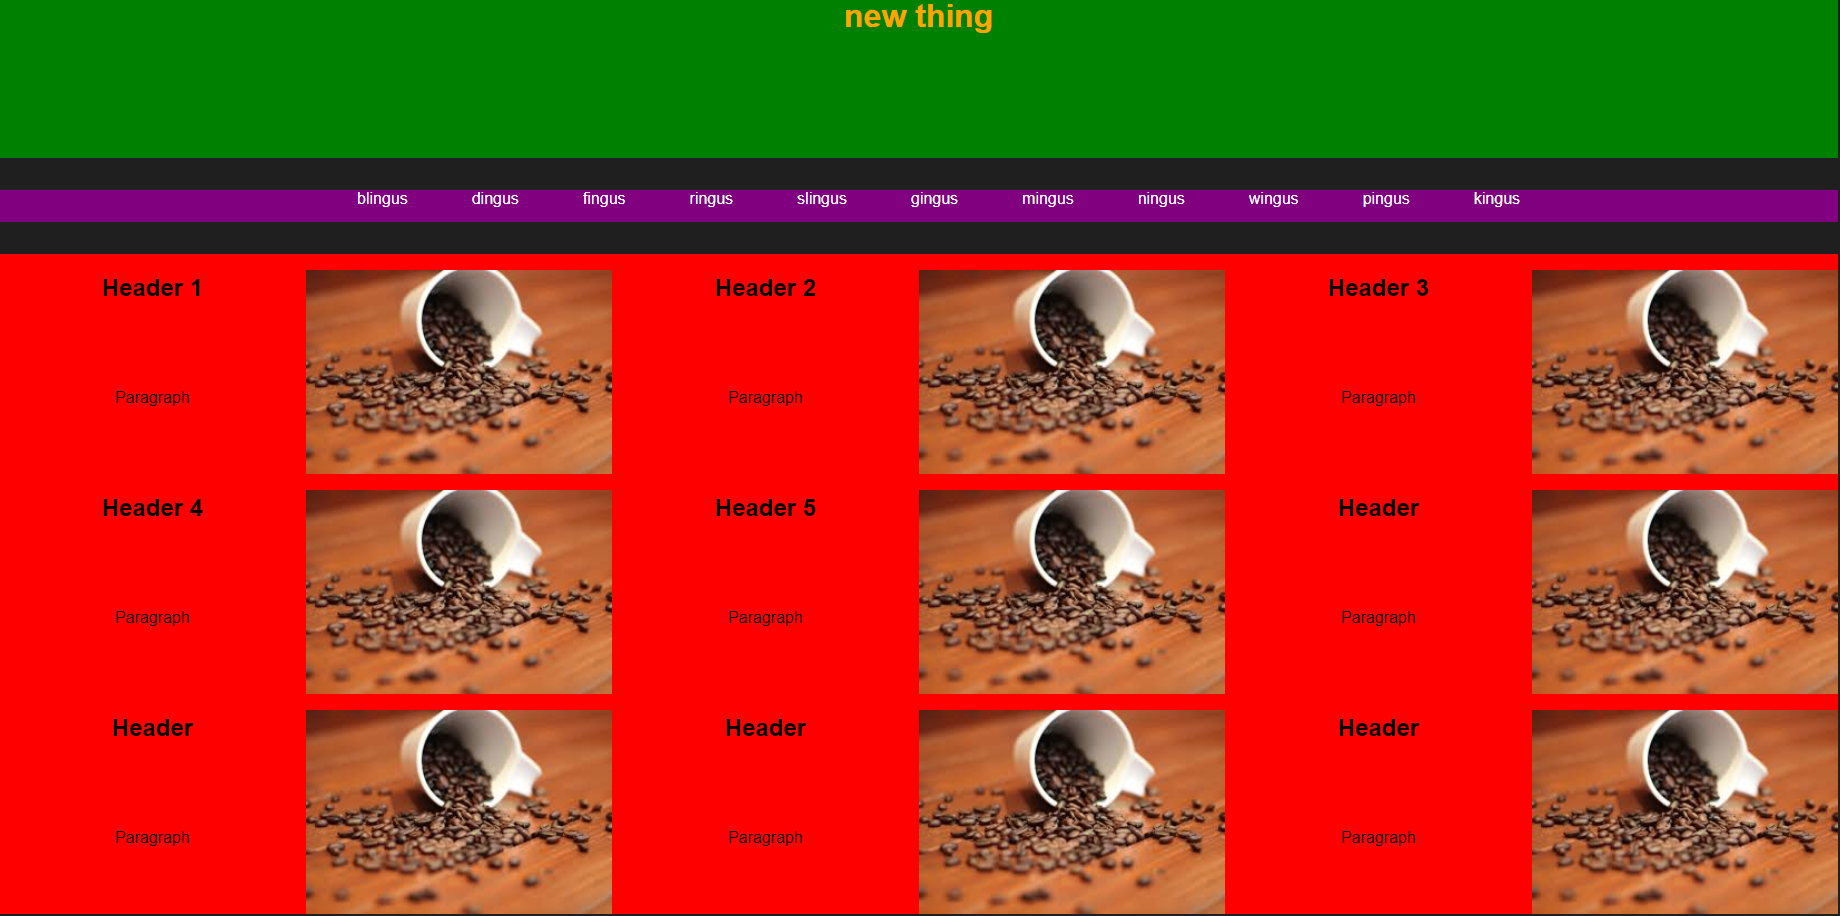 new thing
blingus dingus fingus ringus slingus gingus mingus ningus wingus pingus kingus
Header 1 Header 2 Header 3
Paragraph Paragraph Paragraph
Header 4 Header 5 Header
Paragraph Paragraph Paragraph
Header Header Header
Paragraph Paragraph Paragraph